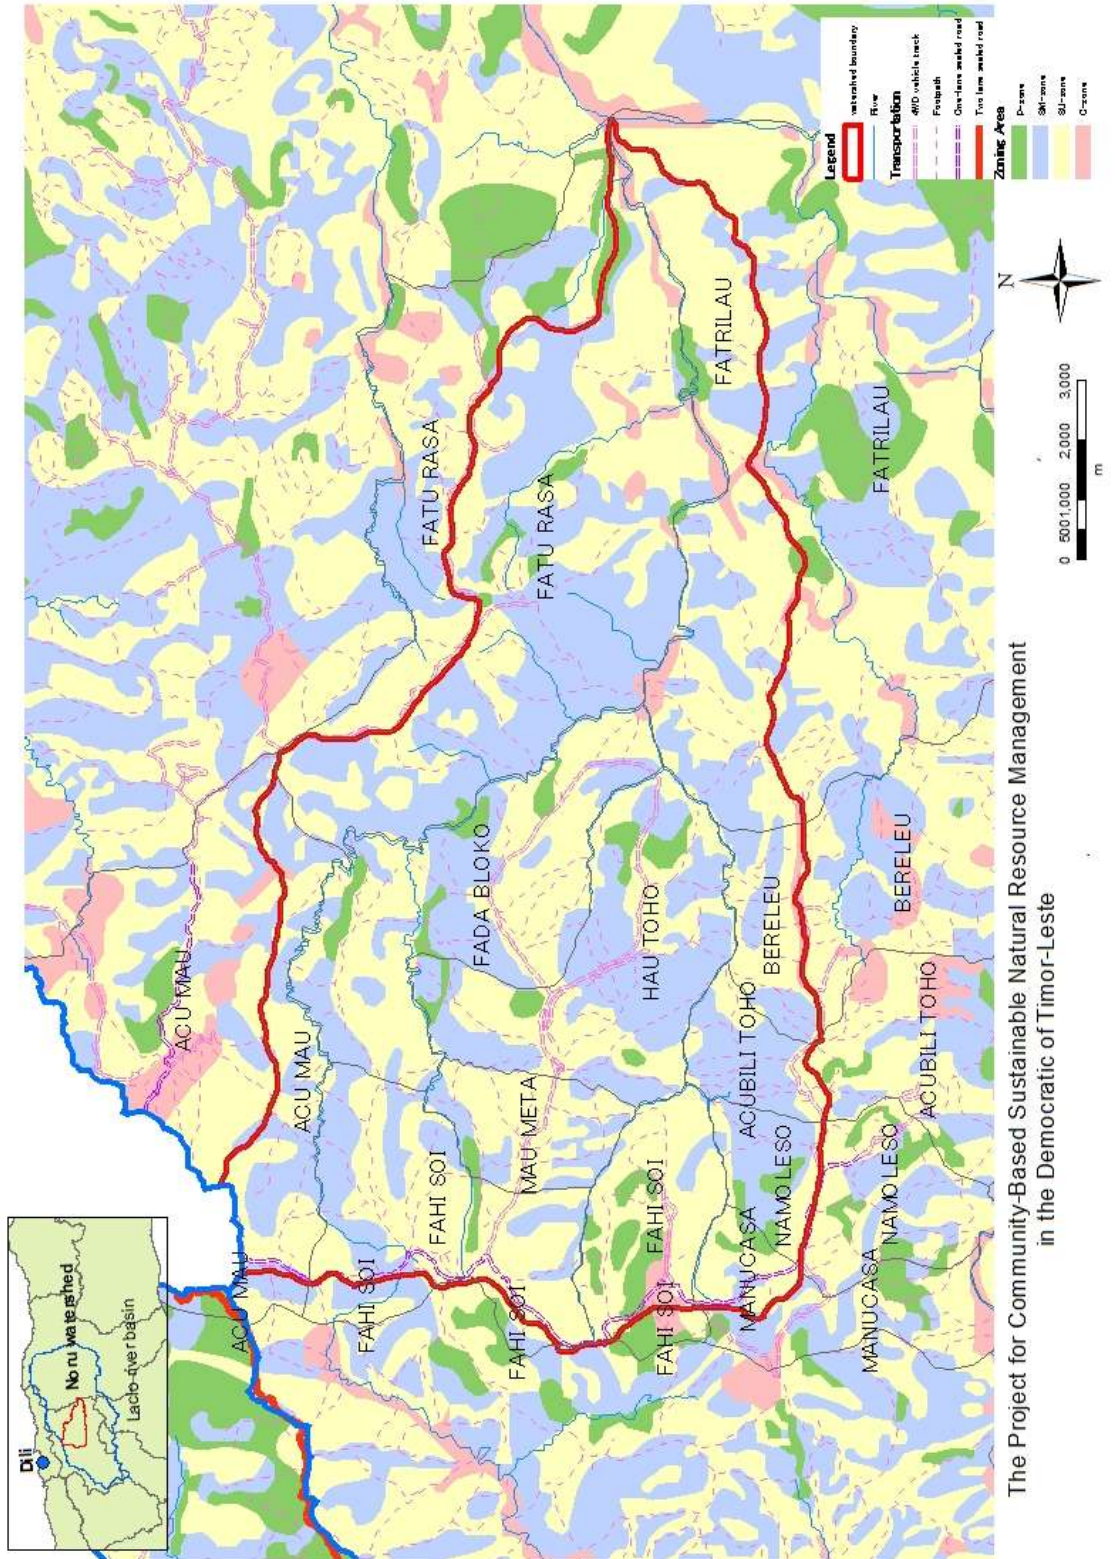 Dili
Noru watershed
Laclo river basin
ACU MAU
ACU MAU
ACU MAU
FAHI SOI
FATU RASA
FAHI SOI
FADA BLOKO
FAHI SOI
MAU META
FATU RASA
HAU TOHO
FAHI SOI
FAHI SOI
FATRILAU
MANUCASA
ACUBILI TOHO
BERELEU
NAMO LESO
MANUCASA
FATRILAU
NAMO LESO
BERELEU
ACUBILI TOHO
Legend
watershed boundary
River
Transportation
4WD vehicle track
Footpath
One-lane sealed road
Two lane sealed road
Zoning Area
P-zone
SM-zone
SU-zone
C-zone
N
0 500 1,000 2,000 3,000
m
The Project for Community-Based Sustainable Natural Resource Management
in the Democratic of Timor-Leste